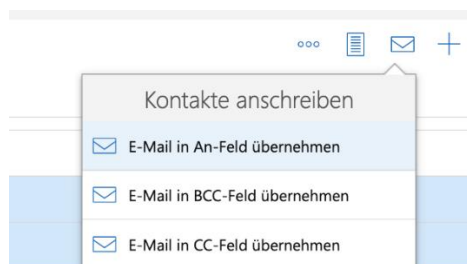 Kontakte anschreiben
E-Mail in An-Feld übernehmen
E-Mail in BCC-Feld übernehmen
E-Mail in CC-Feld übernehmen